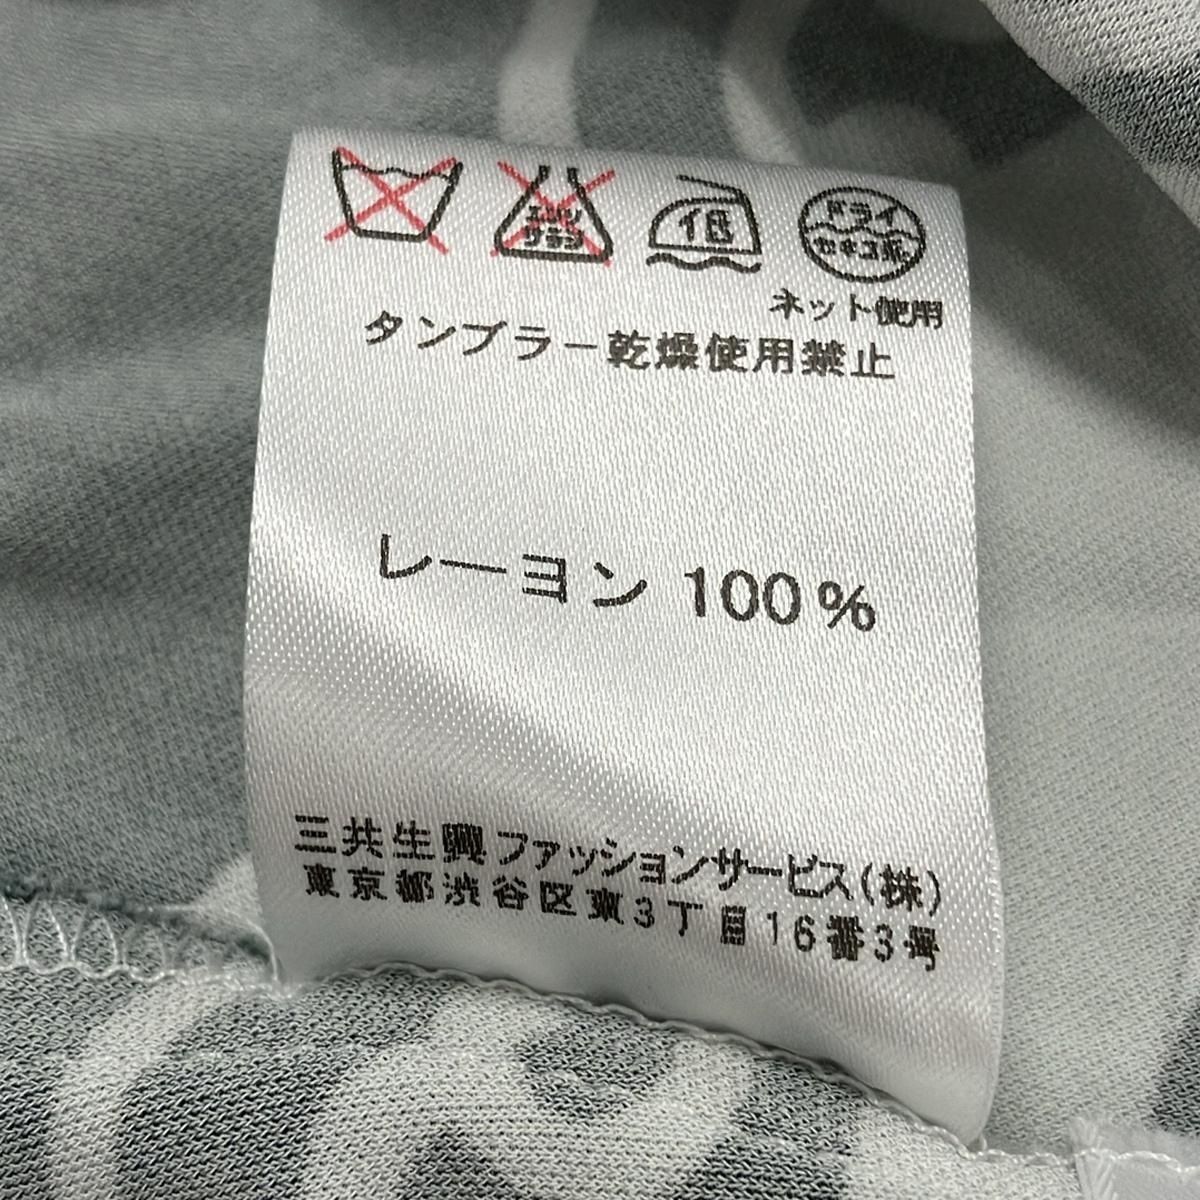 エンソ
サラシ
低
ドライ
セキユ系
ネット使用
タンブラー乾燥使用禁止
レーヨン 100%
三共生興ファッションサービス(株)
東京都渋谷区東3丁目16番3号